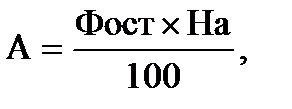 А = Фост × На / 100 ,